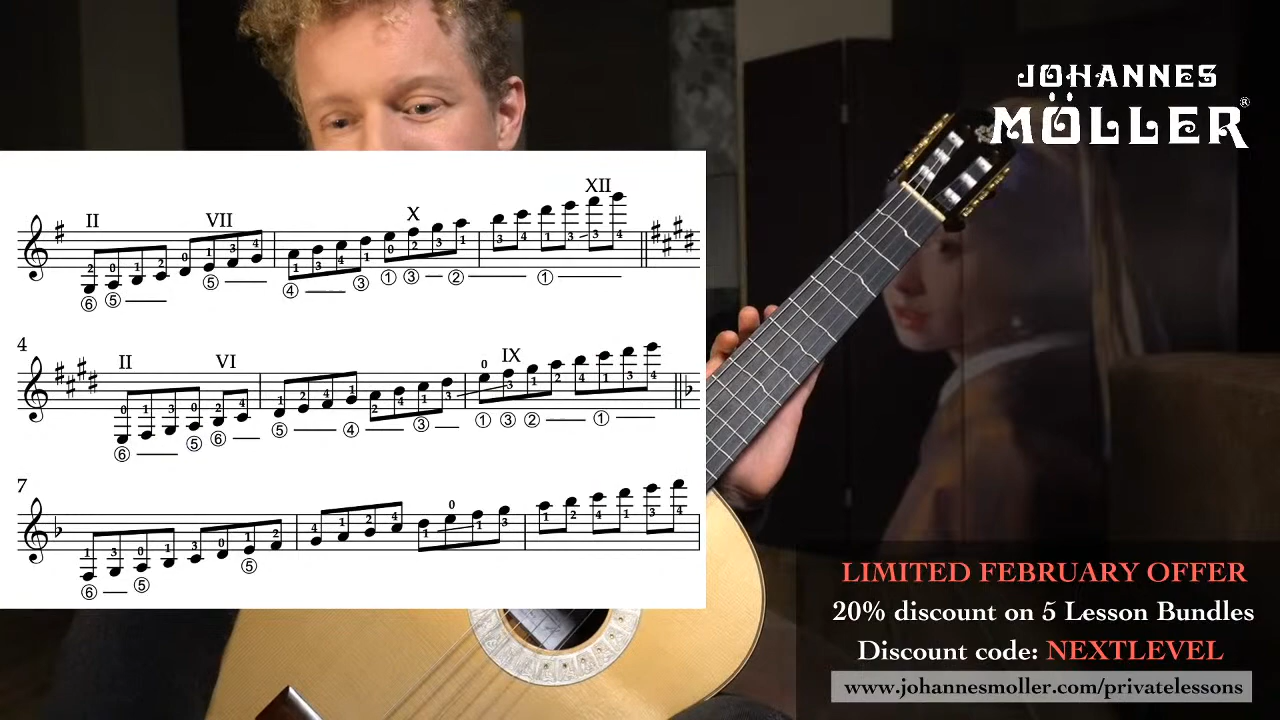 JOHANNES
MÖLLER®
II VII X XII
4
II VI IX
7
LIMITED FEBRUARY OFFER
20% discount on 5 Lesson Bundles
Discount code: NEXTLEVEL
www.johannesmoller.com/privatelessons